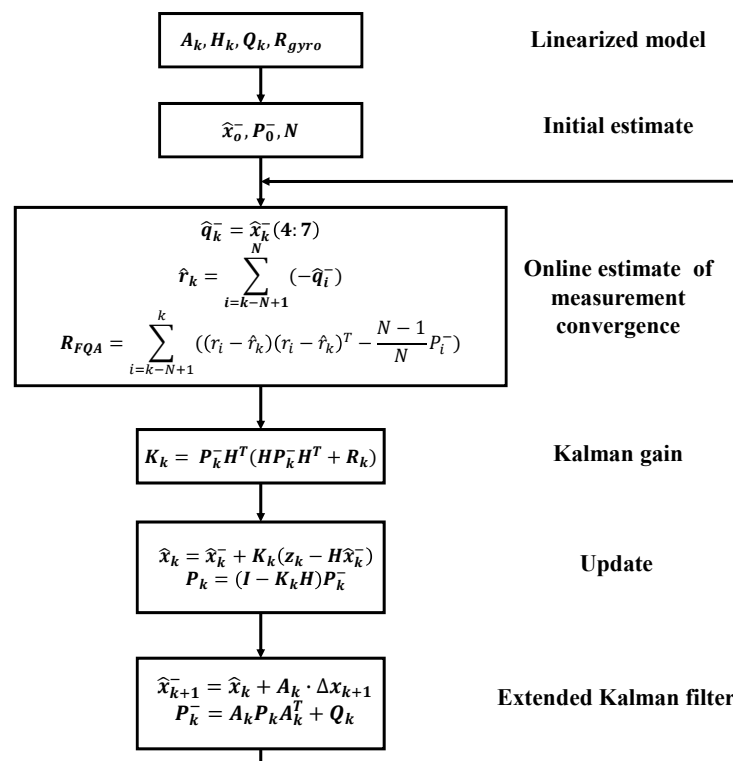 A_k, H_k, Q_k, R_gyro
Linearized model
x̂_o^-, P_0^-, N
Initial estimate
q̂_k^- = x̂_k^-(4:7)
r̂_k = ∑_{i=k-N+1}^{N} (-q̂_i^-)
R_FQA = ∑_{i=k-N+1}^{k} ((r_i - r̂_k)(r_i - r̂_k)^T - \frac{N-1}{N} P_i^-)
Online estimate of
measurement
convergence
K_k = P_k^- H^T(HP_k^- H^T + R_k)
Kalman gain
x̂_k = x̂_k^- + K_k(z_k - Hx̂_k^-)
P_k = (I - K_k H)P_k^-
Update
x̂_{k+1}^- = x̂_k + A_k · Δx_{k+1}
P_k^- = A_k P_k A_k^T + Q_k
Extended Kalman filter